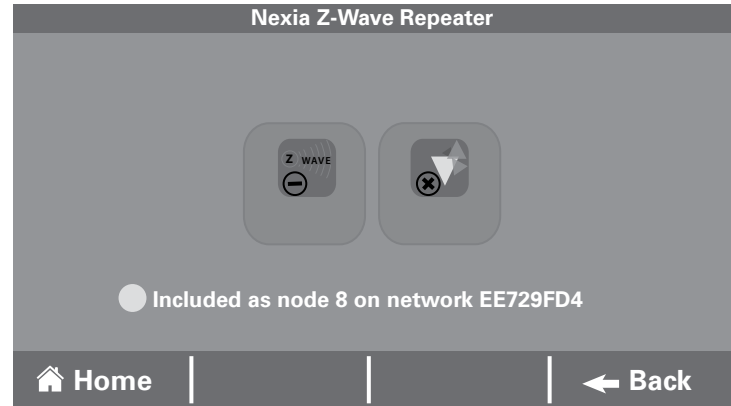 Nexia Z-Wave Repeater
Z WAVE
Included as node 8 on network EE729FD4
Home
Back